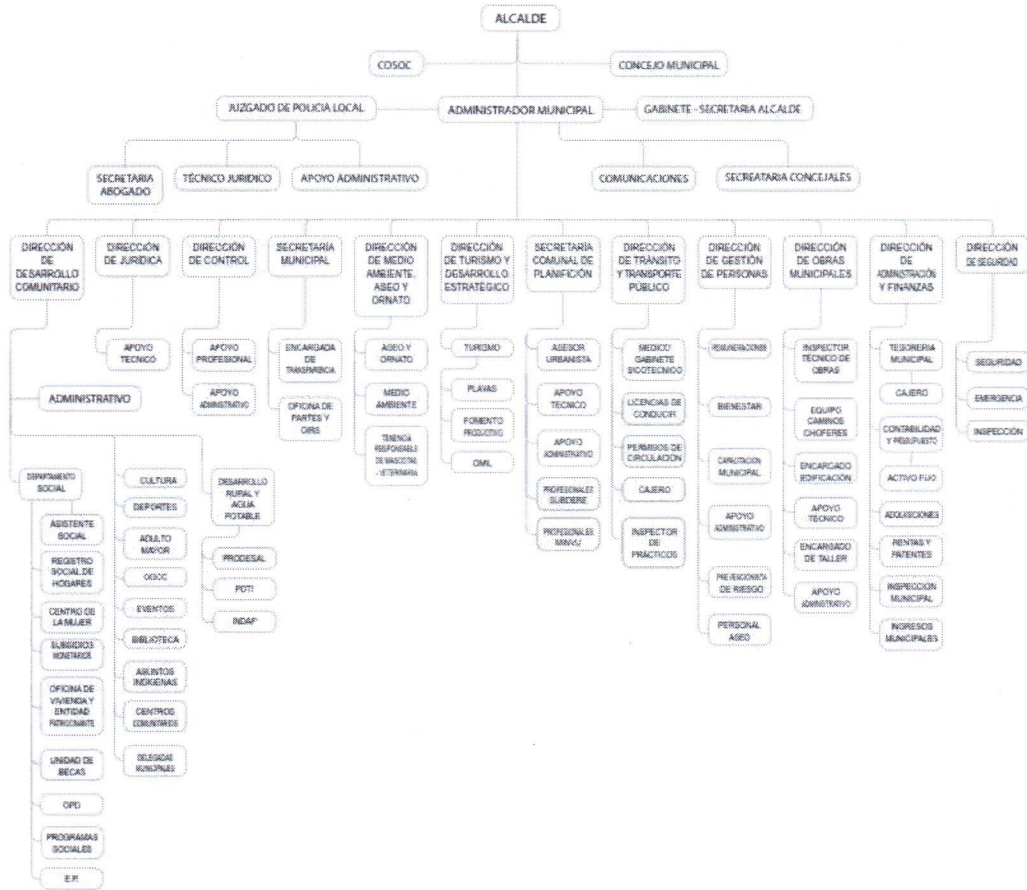 ALCALDE
COSOC
CONCEJO MUNICIPAL
JUZGADO DE POLICIA LOCAL
ADMINISTRADOR MUNICIPAL
GABINETE - SECRETARIA ALCALDE
SECRETARIA
ABOGADO
TÉCNICO JURIDICO
APOYO ADMINISTRATIVO
COMUNICACIONES
SECREATARIA CONCEJALES
DIRECCIÓN
DE
DESARROLLO
COMUNITARIO
DIRECCIÓN
DE JURIDICA
DIRECCIÓN
DE CONTROL
SECRETARÍA
MUNICIPAL
DIRECCIÓN
DE MEDIO
AMBIENTE,
ASEO Y
ORNATO
DIRECCIÓN
DE TURISMO Y
DESARROLLO
ESTRATÉGICO
SECRETARÍA
COMUNAL DE
PLANIFICIÓN
DIRECCIÓN
DE TRÁNSITO
Y TRANSPORTE
PÚBLICO
DIRECCIÓN
DE GESTIÓN
DE PERSONAS
DIRECCIÓN
DE OBRAS
MUNICIPALES
DIRECCIÓN
DE
ADMINISTRACIÓN
Y FINANZAS
DIRECCIÓN
DE SEGURIDAD
ADMINISTRATIVO
DEPARTAMENTO
SOCIAL
ASISTENTE
SOCIAL
REGISTRO
SOCIAL DE
HOGARES
CENTRO DE
LA MUJER
SUBSIDIOS
MONETARIOS
OFICINA DE
VIVIENDA Y
ENTIDAD
PATROCINANTE
UNIDAD DE
BECAS
OPD
PROGRAMAS
SOCIALES
CULTURA
DEPORTES
ADULTO
MAYOR
OOCC
EVENTOS
BIBLIOTECA
ASUNTOS
INDIGENAS
CENTROS
COMUNITARIOS
DELEGADAS
MUNICIPALES
DESARROLLO
RURAL Y
AGUA
POTABLE
PRODESAL
PDTI
INDAP
APOYO
TECNICO
APOYO
PROFESIONAL
APOYO
ADMINISTRATIVO
ENCARGADA
DE
TRANSPARENCIA
OFICINA DE
PARTES Y
OIRS
ASEO Y
ORNATO
MEDIO
AMBIENTE
TENENCIA
RESPONSABLE
DE MASCOTAS
- VETERINARIA
TURISMO
PLAYAS
FOMENTO
PRODUCTIVO
OMIL
ASESOR
URBANISTA
APOYO
TECNICO
APOYO
ADMINISTRATIVO
PROFESIONALES
SUBDERE
PROFESIONALES
MINVU
MEDICO
GABINETE
SICOTECNICO
LICENCIAS DE
CONDUCIR
PERMISOS DE
CIRCULACIÓN
CAJERO
INSPECTOR
DE
PRÁCTICOS
REMUNERACIONES
BIENESTAR
CAPACITACIÓN
MUNICIPAL
APOYO
ADMINISTRATIVO
PREVENCIONISTA
DE RIESGO
PERSONAL
ASEO
INSPECTOR
TÉCNICO DE
OBRAS
EQUIPO
CAMINOS
CHOFERES
ENCARGADO
EDIFICACIÓN
APOYO
TÉCNICO
ENCARGADO
DE TALLER
APOYO
ADMINISTRATIVO
TESORERIA
MUNICIPAL
CAJERO
CONTABILIDAD
Y PRESUPUESTO
ACTIVO FIJO
ADQUISICIONES
RENTAS Y
PATENTES
INSPECCIÓN
MUNICIPAL
INGRESOS
MUNICIPALES
SEGURIDAD
EMERGENCIA
INSPECCIÓN